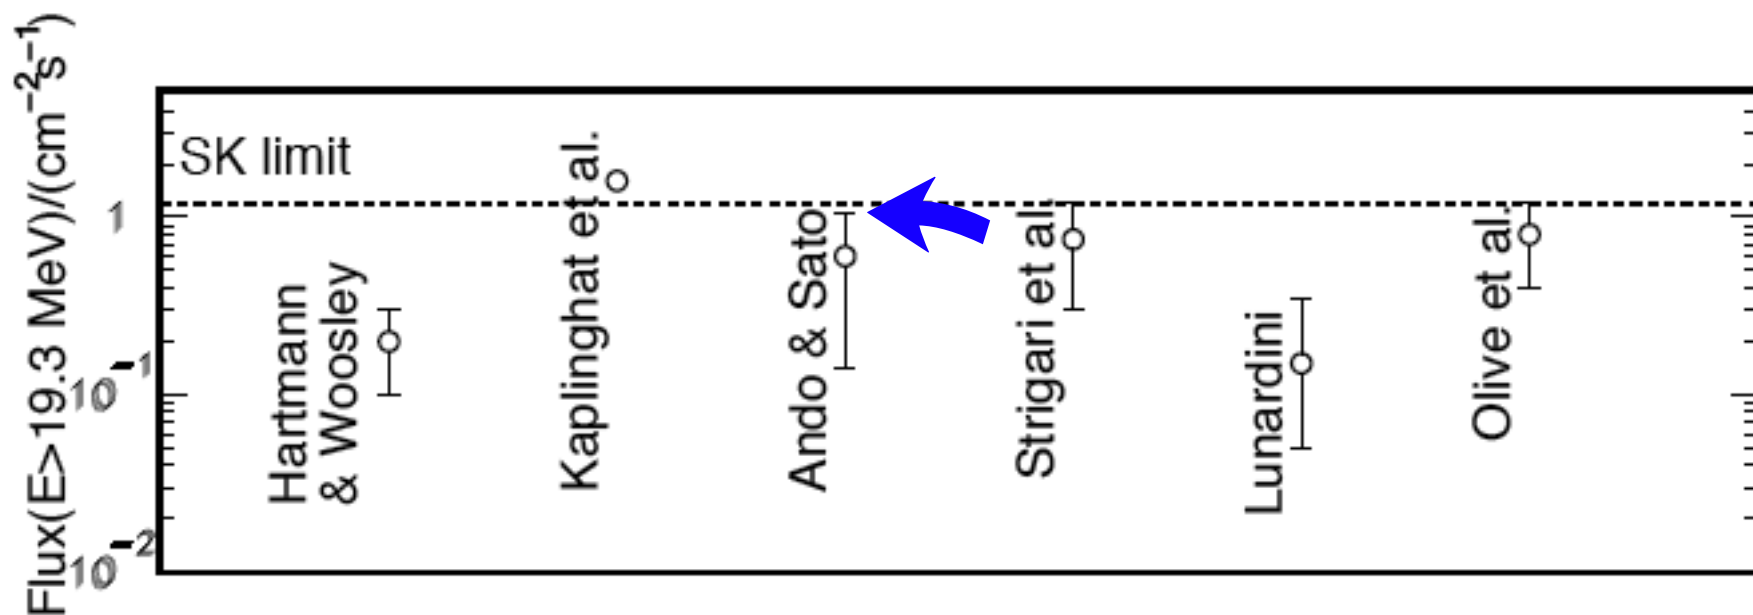 Flux(E>19.3 MeV)/(cm⁻²s⁻¹)
SK limit
1
10⁻¹
10⁻²
Hartmann
& Woosley
Kaplinghat et al.
Ando & Sato
Strigari et al.
Lunardini
Olive et al.